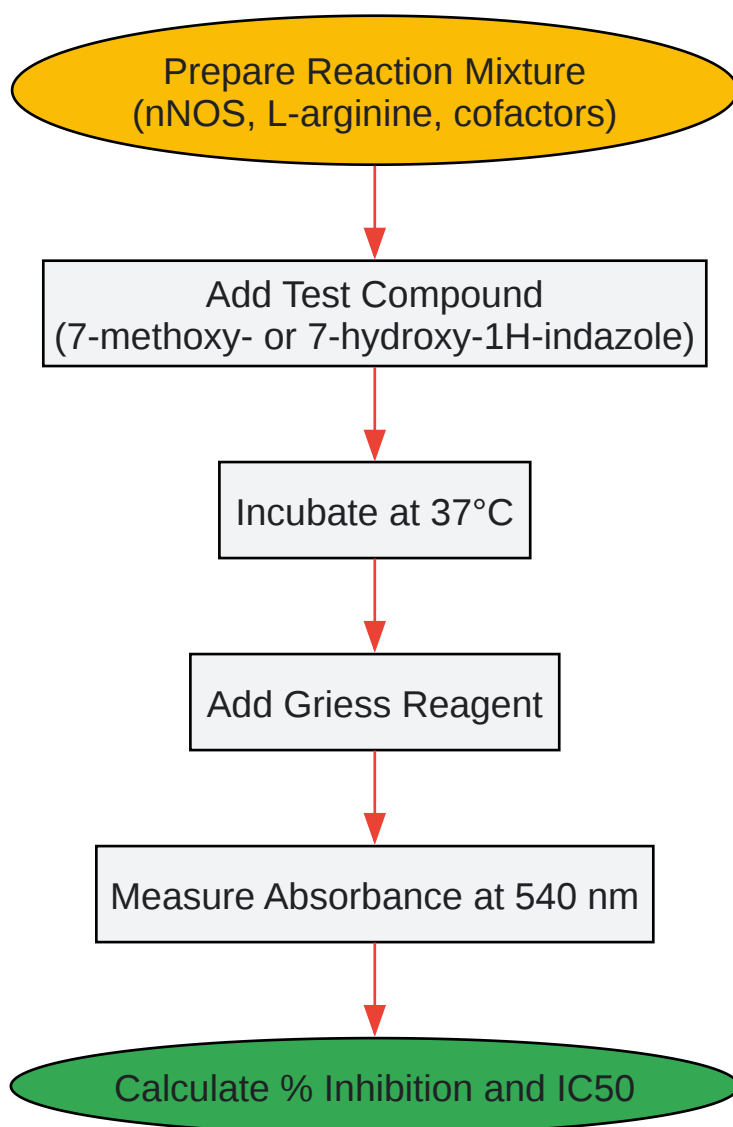 Prepare Reaction Mixture
(nNOS, L-arginine, cofactors)
Add Test Compound
(7-methoxy- or 7-hydroxy-1H-indazole)
Incubate at 37°C
Add Griess Reagent
Measure Absorbance at 540 nm
Calculate % Inhibition and IC50